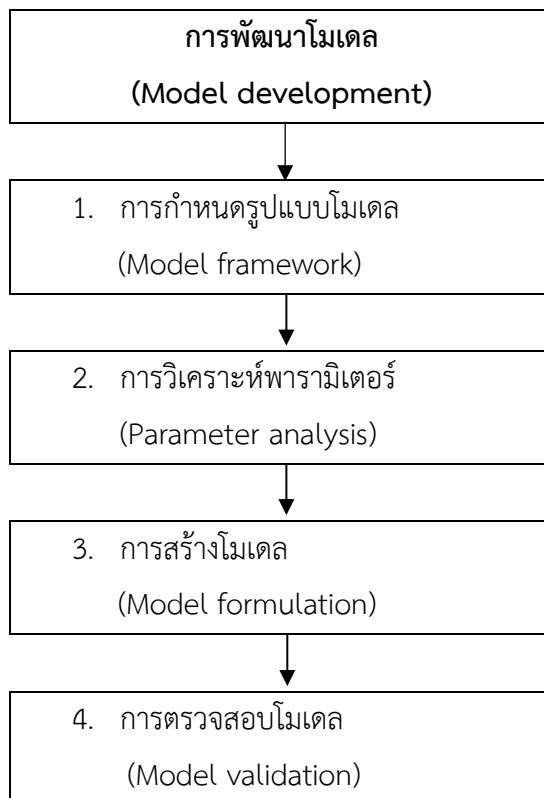 การพัฒนาโมเดล
(Model development)
1. การกำหนดรูปแบบโมเดล
(Model framework)
2. การวิเคราะห์พารามิเตอร์
(Parameter analysis)
3. การสร้างโมเดล
(Model formulation)
4. การตรวจสอบโมเดล
(Model validation)